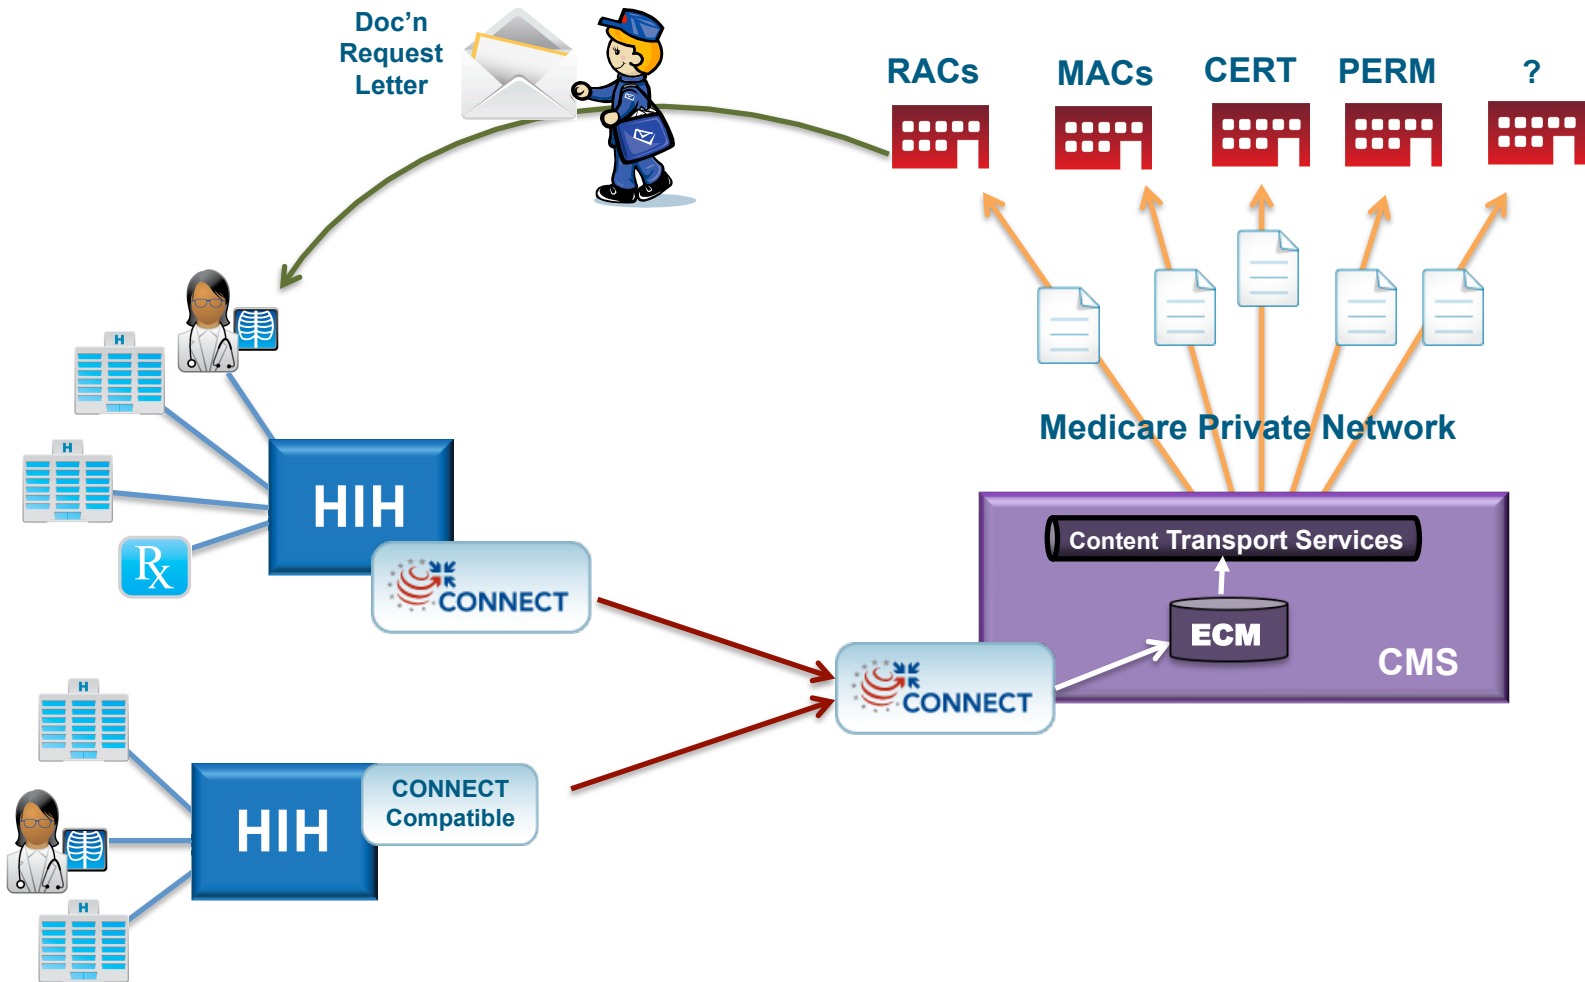 Doc'n
Request
Letter
RACs
MACs
CERT
PERM
?
H
H
Rx
HIH
CONNECT
Medicare Private Network
Content Transport Services
ECM
CMS
CONNECT
H
H
HIH
CONNECT
Compatible